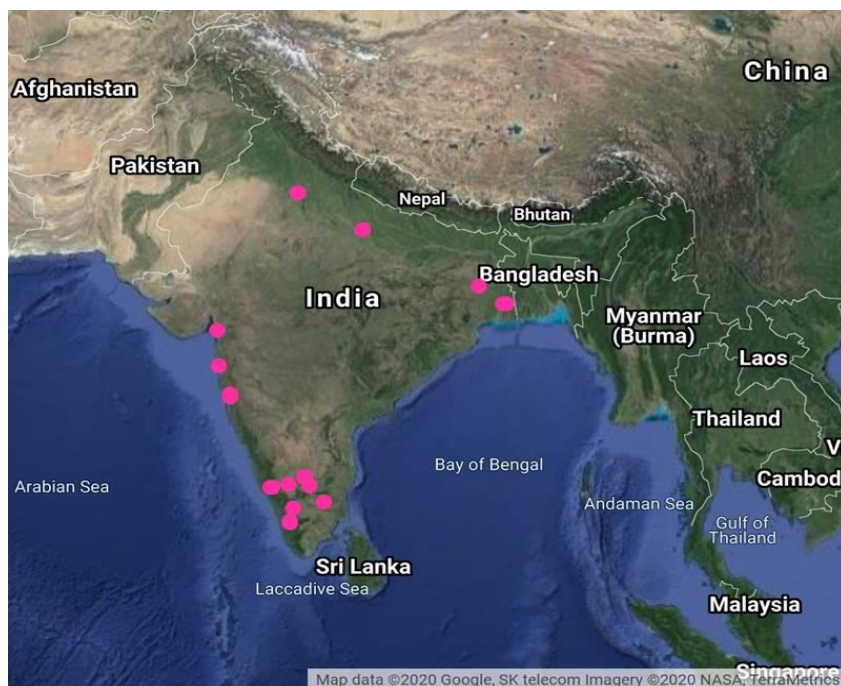 China
Afghanistan
Pakistan
Nepal
Bhutan
Bangladesh
India
Myanmar
(Burma)
Laos
Thailand
V
Bay of Bengal
Cambod
Arabian Sea
Andaman Sea
Gulf of
Thailand
Sri Lanka
Laccadive Sea
Malaysia
Singapore
Map data ©2020 Google, SK telecom Imagery ©2020 NASA, TerraMetrics